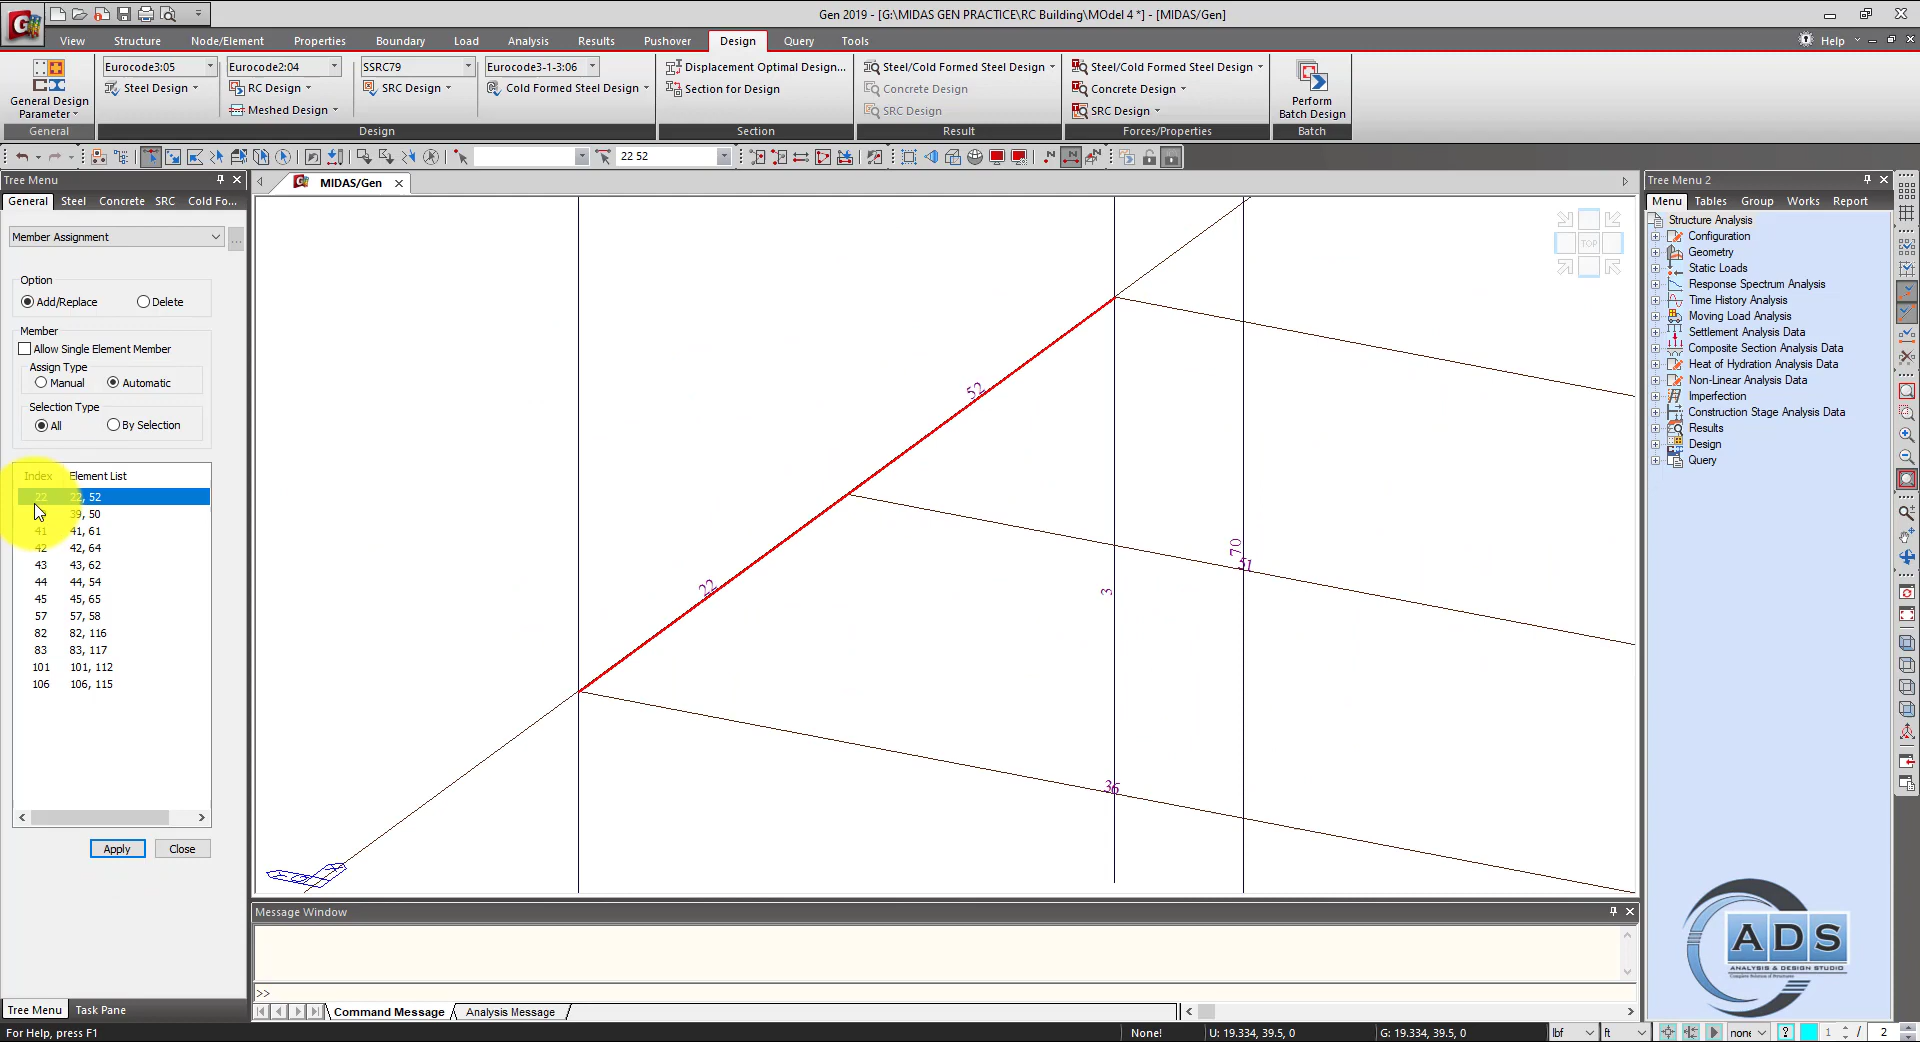 Gen 2019 - [G:\MIDAS GEN PRACTICE\RC Building\MOdel 4 *] - [MIDAS/Gen]
View Structure Node/Element Properties Boundary Load Analysis Results Pushover Design Query Tools Help
General Design Parameter
General
Eurocode3:05 Eurocode2:04 SSRC79 Eurocode3-1-3:06
Steel Design RC Design SRC Design Cold Formed Steel Design
Meshed Design
Design
Displacement Optimal Design...
Section for Design
Section
Steel/Cold Formed Steel Design
Concrete Design
SRC Design
Result
Steel/Cold Formed Steel Design
Concrete Design
SRC Design
Forces/Properties
Perform Batch Design
Batch
22 52
Tree Menu
General Steel Concrete SRC Cold Fo...
Member Assignment
Option
Add/Replace Delete
Member
Allow Single Element Member
Assign Type
Manual Automatic
Selection Type
All By Selection
Index Element List
22 22, 52
39, 50
41 41, 61
42 42, 64
43 43, 62
44 44, 54
45 45, 65
57 57, 58
82 82, 116
83 83, 117
101 101, 112
106 106, 115
Apply Close
Tree Menu Task Pane
MIDAS/Gen
TOP
52
22
70
51
3
36
Message Window
>>
Command Message Analysis Message
Tree Menu 2
Menu Tables Group Works Report
Structure Analysis
Configuration
Geometry
Static Loads
Response Spectrum Analysis
Time History Analysis
Moving Load Analysis
Settlement Analysis Data
Composite Section Analysis Data
Heat of Hydration Analysis Data
Non-Linear Analysis Data
Imperfection
Construction Stage Analysis Data
Results
Design
Query
ADS
ANALYSIS & DESIGN STUDIO
For Help, press F1 None! U: 19.334, 39.5, 0 G: 19.334, 39.5, 0 lbf ft none ? 1 / 2